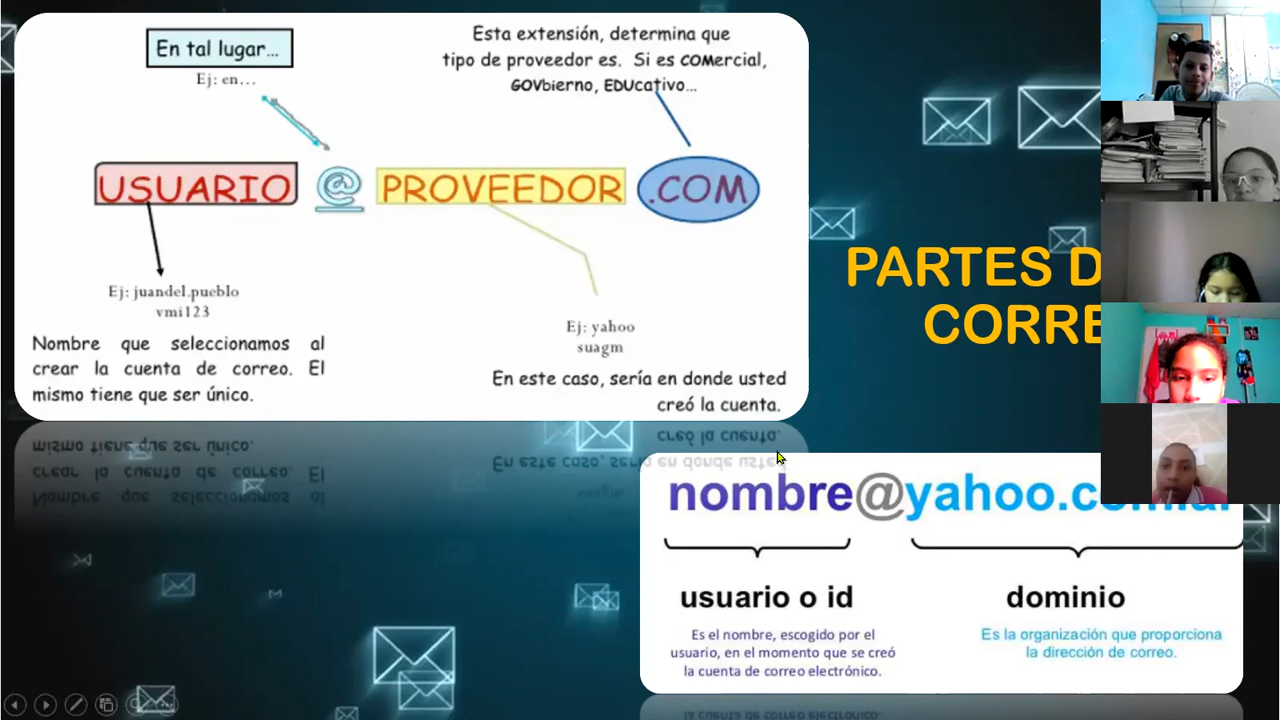 En tal lugar...
Ej: en...
Esta extensión, determina que
tipo de proveedor es. Si es COMercial,
GOVbierno, EDUcativo...
USUARIO @ PROVEEDOR .COM
Ej: juandel.pueblo
vmi123
Nombre que seleccionamos al
crear la cuenta de correo. El
mismo tiene que ser único.
Ej: yahoo
suagm
En este caso, sería en donde usted
creó la cuenta.
PARTES D
CORRE
nombre@yahoo.c
usuario o id
Es el nombre, escogido por el
usuario, en el momento que se creó
la cuenta de correo electrónico.
dominio
Es la organización que proporciona
la dirección de correo.